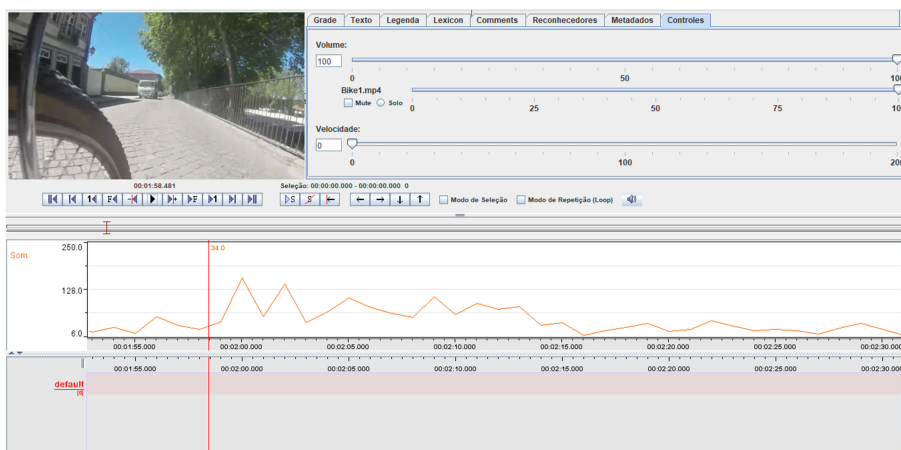 Grade Texto Legenda Lexicon Comments Reconhecedores Metadados Controles
Volume:
100
0 50 100
Bike1.mp4
Mute Solo 0 25 50 75 10
Velocidade:
0
0 100 200
00:01:58.481 Seleção: 00:00:00.000 - 00:00:00.000 0
1 F F 1 S S Modo de Seleção Modo de Repetição (Loop)
Som 250.0 34.0
128.0
6.0
00:01:55.000 00:02:00.000 00:02:05.000 00:02:10.000 00:02:15.000 00:02:20.000 00:02:25.000 00:02:30.000
00:01:55.000 00:02:00.000 00:02:05.000 00:02:10.000 00:02:15.000 00:02:20.000 00:02:25.000 00:02:30.000
default
[0]